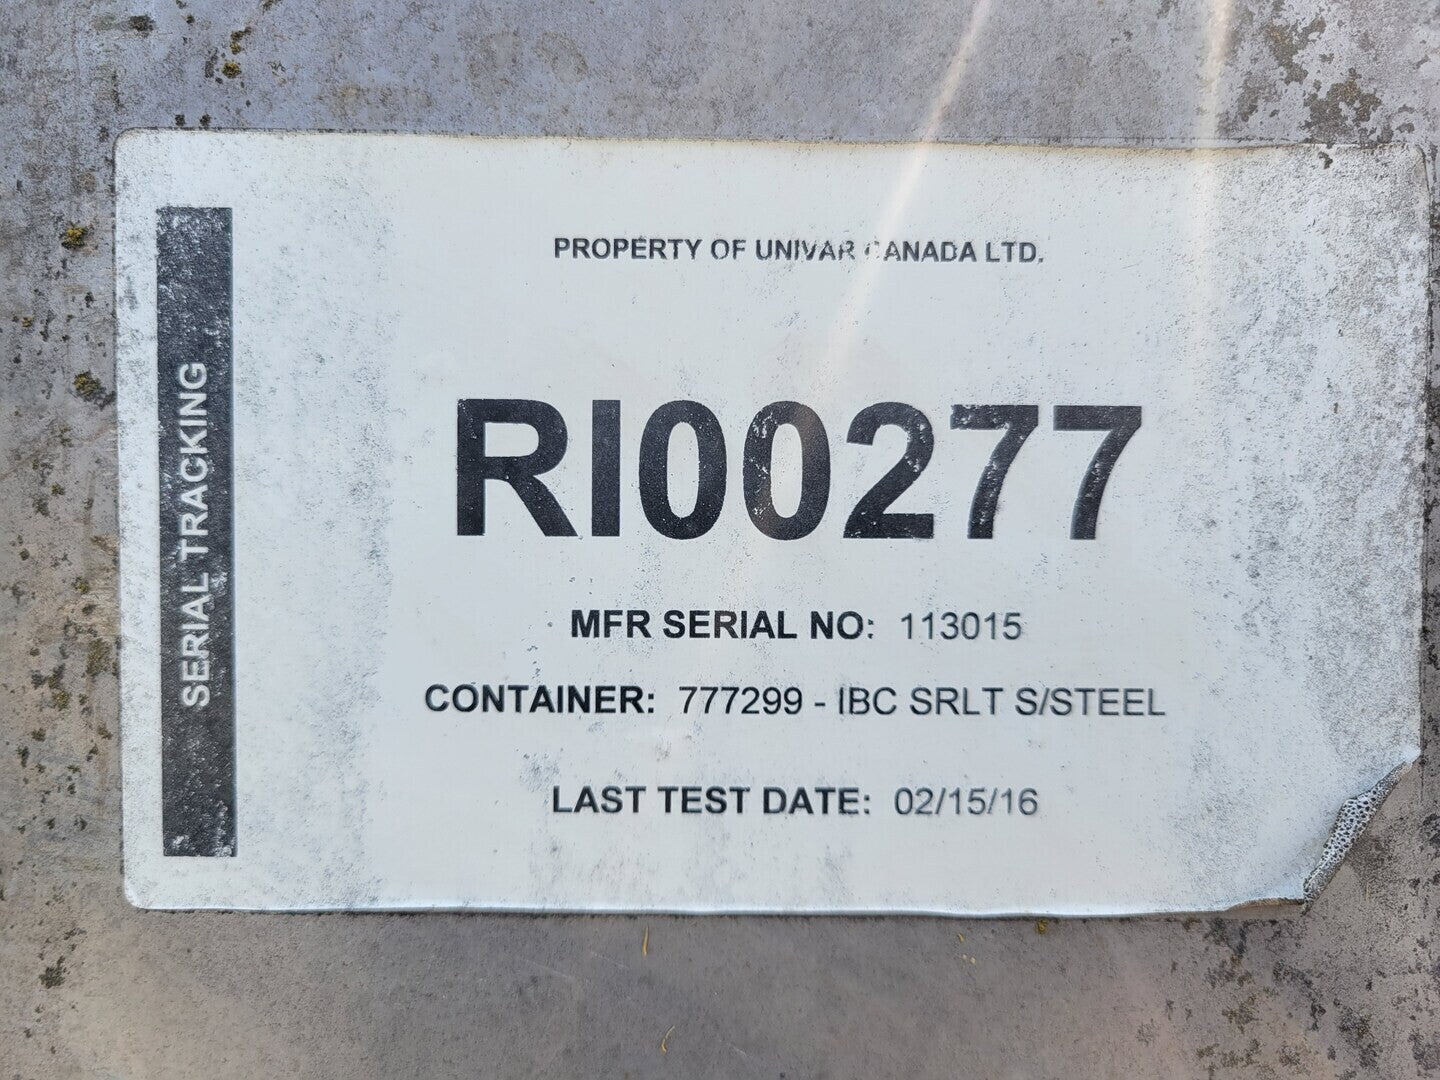 SERIAL TRACKING
PROPERTY OF UNIVAR CANADA LTD.
RI00277
MFR SERIAL NO: 113015
CONTAINER: 777299 - IBC SRLT S/STEEL
LAST TEST DATE: 02/15/16